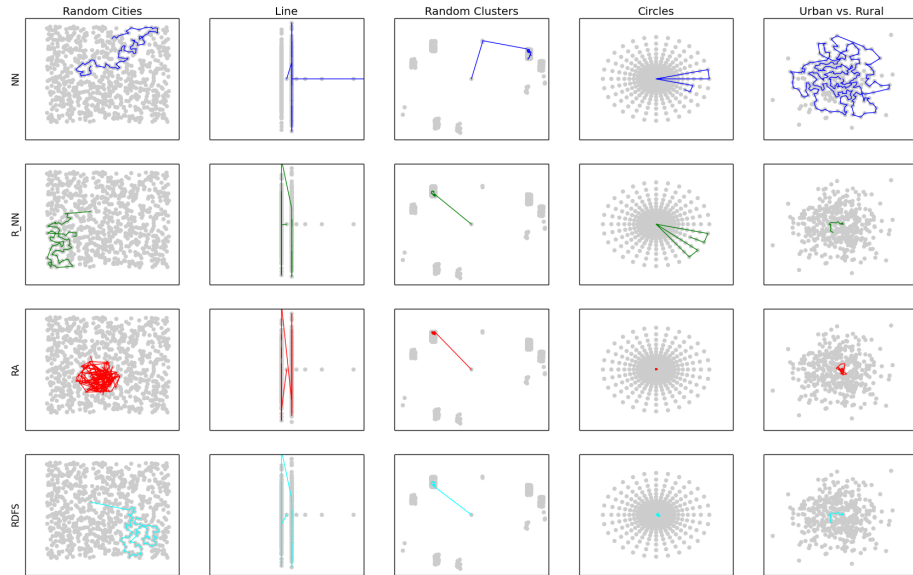 Random Cities
Line
Random Clusters
Circles
Urban vs. Rural
NN
R_NN
RA
RDFS